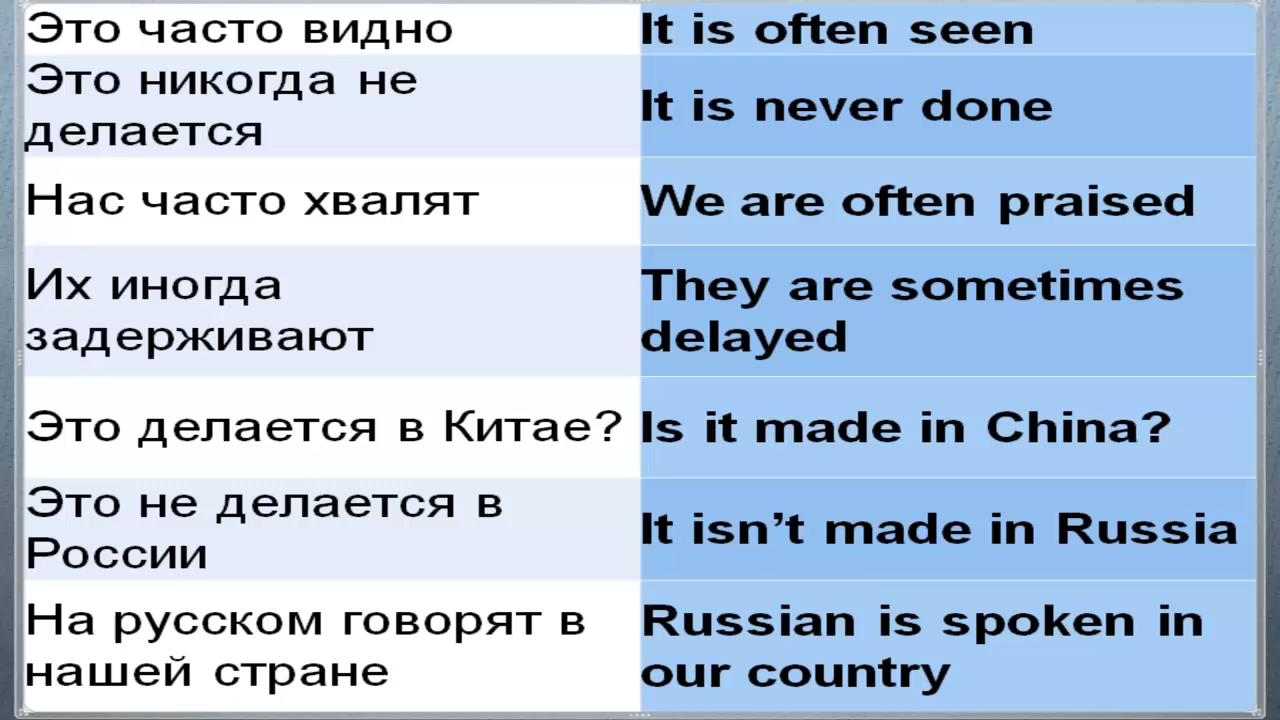 Это часто видно
It is often seen
Это никогда не
делается
It is never done
Нас часто хвалят
We are often praised
Их иногда
задерживают
They are sometimes
delayed
Это делается в Китае?
Is it made in China?
Это не делается в
России
It isn’t made in Russia
На русском говорят в
нашей стране
Russian is spoken in
our country